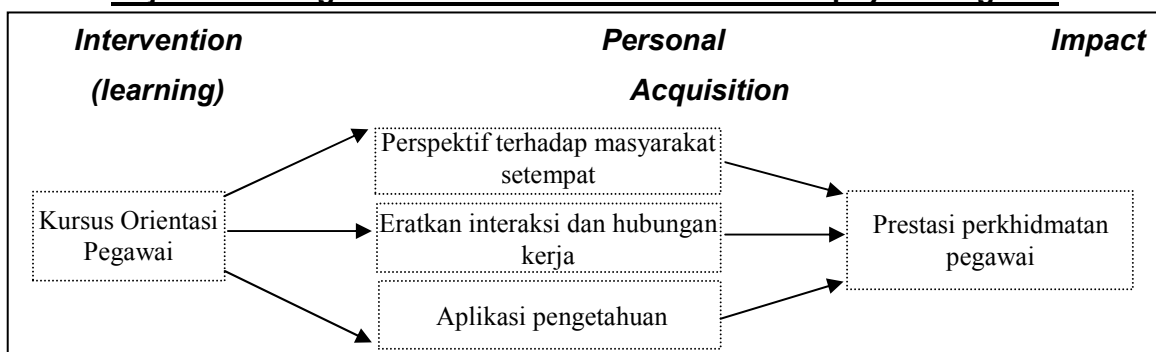 Intervention Personal Impact
(learning) Acquisition
Perspektif terhadap masyarakat
setempat
Kursus Orientasi
Pegawai
Eratkan interaksi dan hubungan
kerja
Aplikasi pengetahuan
Prestasi perkhidmatan
pegawai